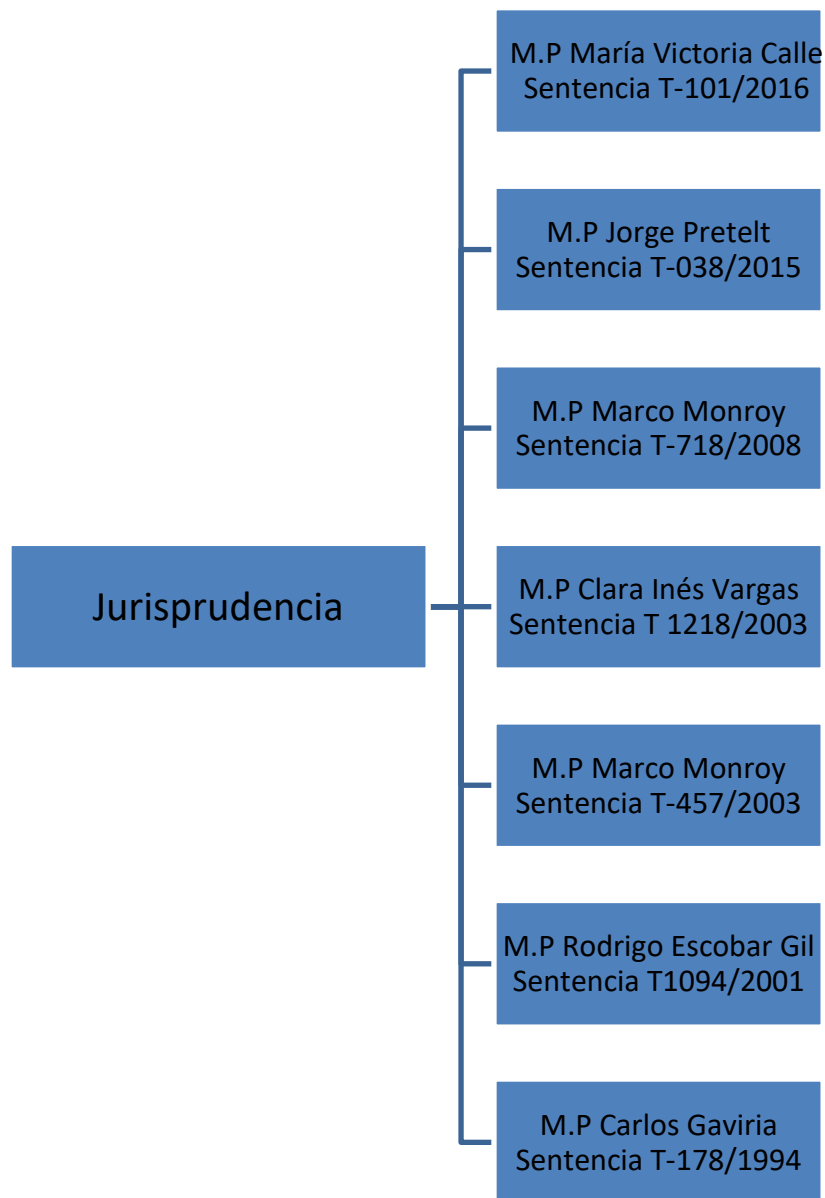 M.P María Victoria Calle
Sentencia T-101/2016
M.P Jorge Pretelt
Sentencia T-038/2015
M.P Marco Monroy
Sentencia T-718/2008
Jurisprudencia
M.P Clara Inés Vargas
Sentencia T 1218/2003
M.P Marco Monroy
Sentencia T-457/2003
M.P Rodrigo Escobar Gil
Sentencia T1094/2001
M.P Carlos Gaviria
Sentencia T-178/1994